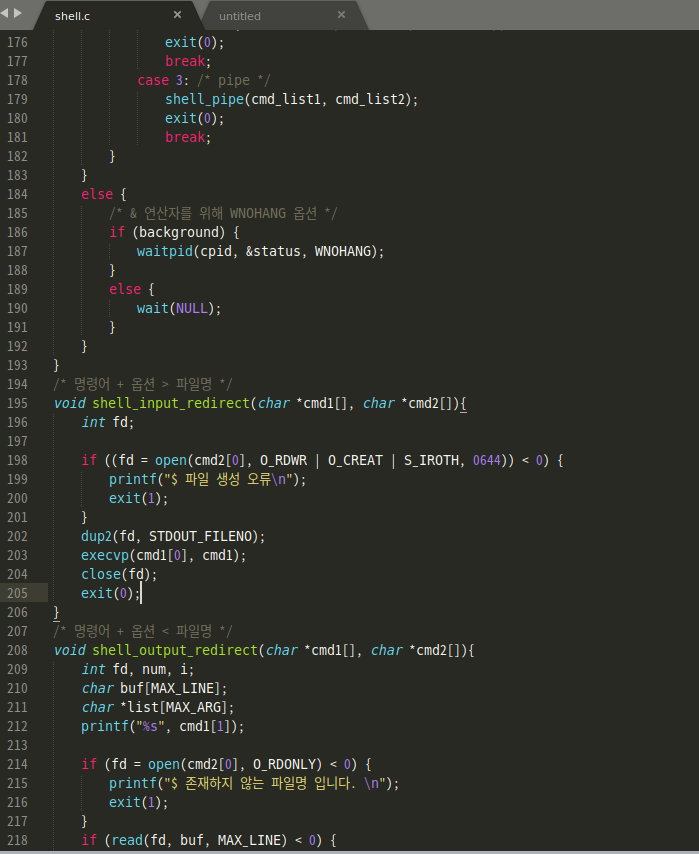 shell.c × untitled ×
176 exit(0);
177 break;
178 case 3: /* pipe */
179 shell_pipe(cmd_list1, cmd_list2);
180 exit(0);
181 break;
182 }
183 }
184 else {
185 /* & 연산자를 위해 WNOHANG 옵션 */
186 if (background) {
187 waitpid(cpid, &status, WNOHANG);
188 }
189 else {
190 wait(NULL);
191 }
192 }
193 }
194 /* 명령어 + 옵션 > 파일명 */
195 void shell_input_redirect(char *cmd1[], char *cmd2[]){
196 int fd;
197
198 if ((fd = open(cmd2[0], O_RDWR | O_CREAT | S_IROTH, 0644)) < 0) {
199 printf("$ 파일 생성 오류\n");
200 exit(1);
201 }
202 dup2(fd, STDOUT_FILENO);
203 execvp(cmd1[0], cmd1);
204 close(fd);
205 exit(0);
206 }
207 /* 명령어 + 옵션 < 파일명 */
208 void shell_output_redirect(char *cmd1[], char *cmd2[]){
209 int fd, num, i;
210 char buf[MAX_LINE];
211 char *list[MAX_ARG];
212 printf("%s", cmd1[1]);
213
214 if (fd = open(cmd2[0], O_RDONLY) < 0) {
215 printf("$ 존재하지 않는 파일명 입니다. \n");
216 exit(1);
217 }
218 if (read(fd, buf, MAX_LINE) < 0) {